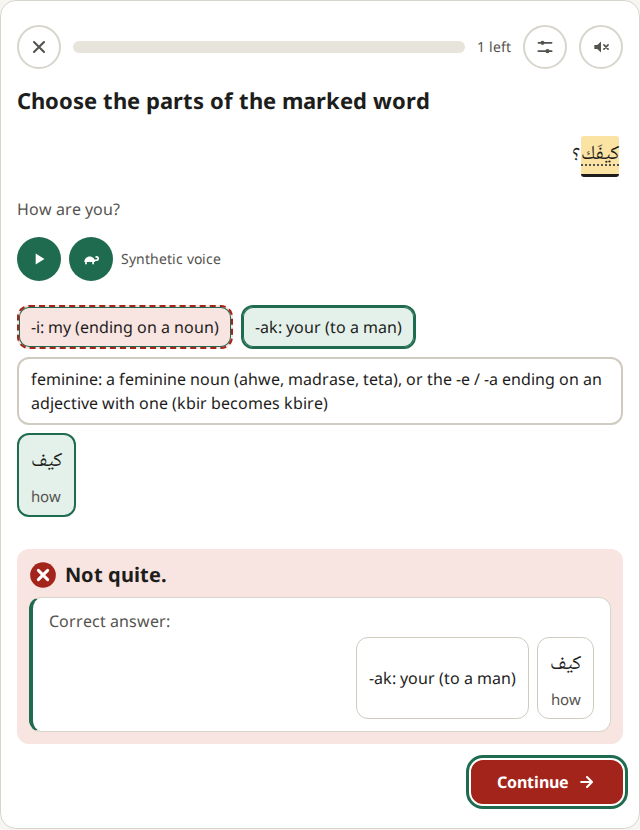 1 left
Choose the parts of the marked word
كيفَك؟
How are you?
Synthetic voice
-i: my (ending on a noun)
-ak: your (to a man)
feminine: a feminine noun (ahwe, madrase, teta), or the -e / -a ending on an
adjective with one (kbir becomes kbire)
كيف
how
Not quite.
Correct answer:
كيف
how
-ak: your (to a man)
Continue